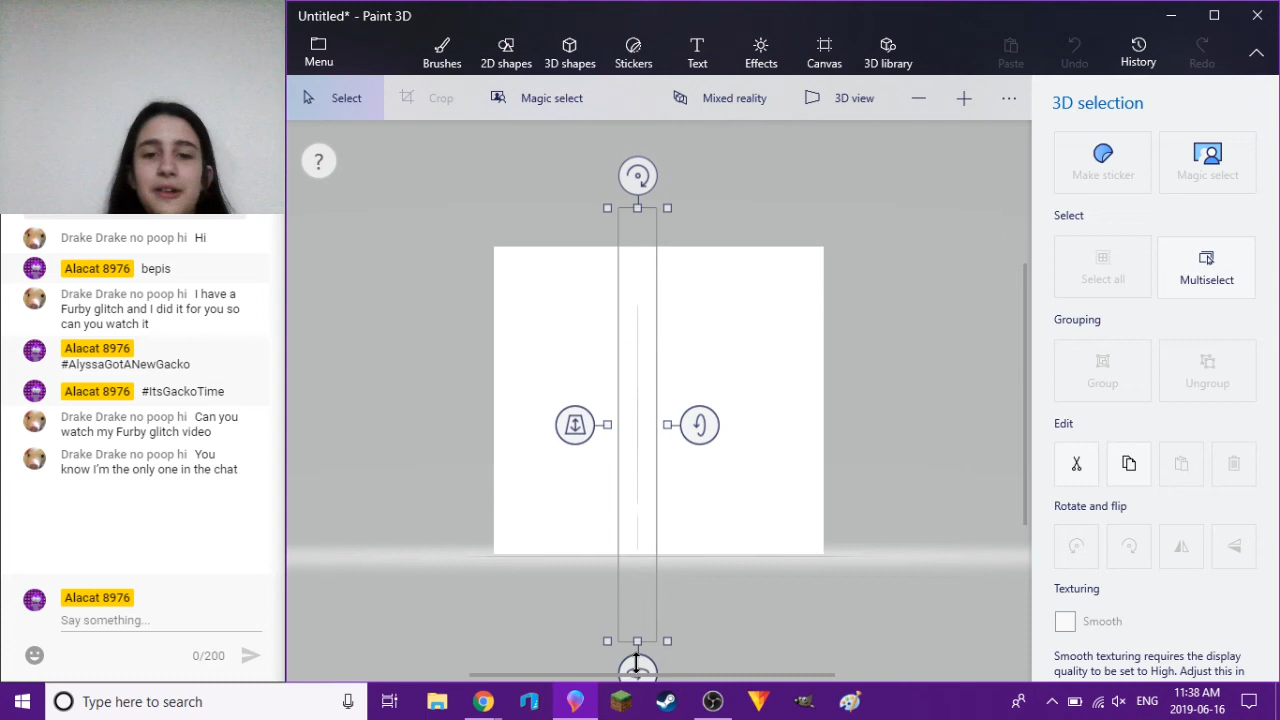 Untitled* - Paint 3D
Menu
Brushes
2D shapes
3D shapes
Stickers
Text
Effects
Canvas
3D library
Paste
Undo
History
Redo
Select
Crop
Magic select
Mixed reality
3D view
?
Drake Drake no poop hi Hi
Alacat 8976 bepis
Drake Drake no poop hi I have a
Furby glitch and I did it for you so
can you watch it
Alacat 8976
#AlyssaGotANewGacko
Alacat 8976 #ItsGackoTime
Drake Drake no poop hi Can you
watch my Furby glitch video
Drake Drake no poop hi You
know I'm the only one in the chat
Alacat 8976
Say something...
0/200
3D selection
Make sticker
Magic select
Select
Select all
Multiselect
Grouping
Group
Ungroup
Edit
Rotate and flip
Texturing
Smooth
Smooth texturing requires the display
quality to be set to High. Adjust this in
Type here to search
ENG
11:38 AM
2019-06-16